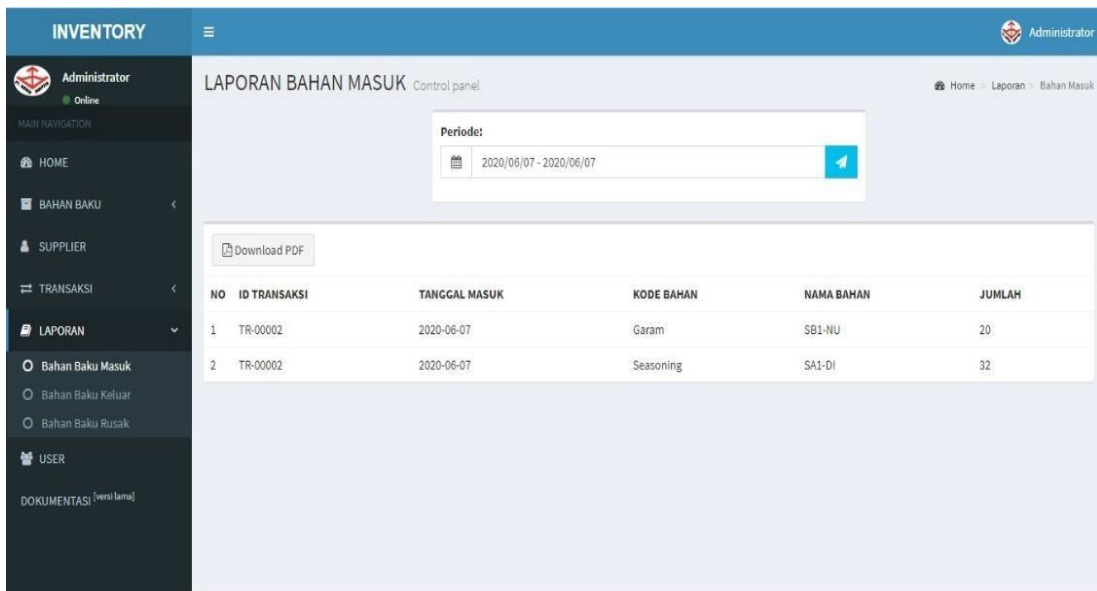 INVENTORY
Administrator
Administrator
Online
MAIN NAVIGATION
HOME
BAHAN BAKU
SUPPLIER
TRANSAKSI
LAPORAN
Bahan Baku Masuk
Bahan Baku Keluar
Bahan Baku Rusak
USER
DOKUMENTASI [versi lama]
LAPORAN BAHAN MASUK Control panel
Home > Laporan > Bahan Masuk
Periode:
2020/06/07 - 2020/06/07
Download PDF
NO ID TRANSAKSI TANGGAL MASUK KODE BAHAN NAMA BAHAN JUMLAH
1 TR-00002 2020-06-07 Garam SB1-NU 20
2 TR-00002 2020-06-07 Seasoning SA1-DI 32